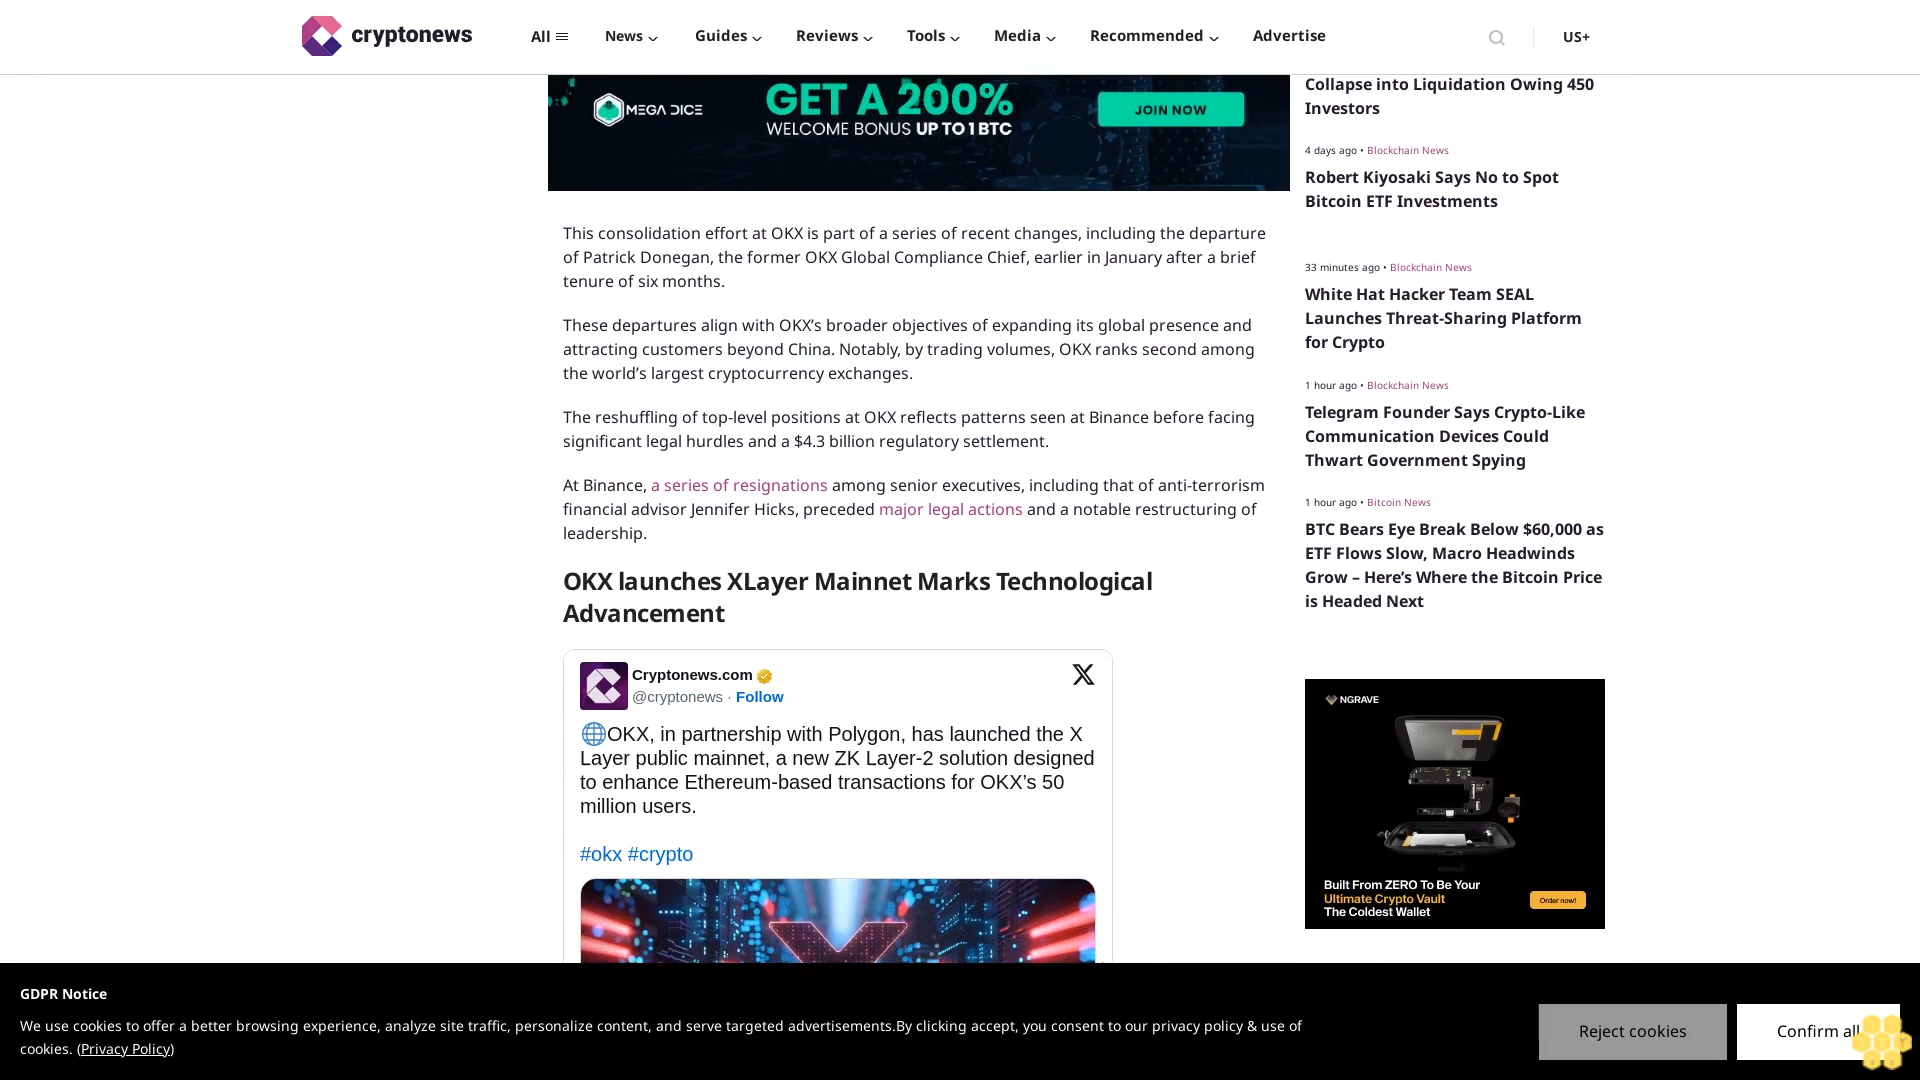 cryptonews
All
News
Guides
Reviews
Tools
Media
Recommended
Advertise
US+
MEGA DICE
GET A 200%
WELCOME BONUS UP TO 1 BTC
JOIN NOW
This consolidation effort at OKX is part of a series of recent changes, including the departure
of Patrick Donegan, the former OKX Global Compliance Chief, earlier in January after a brief
tenure of six months.
These departures align with OKX’s broader objectives of expanding its global presence and
attracting customers beyond China. Notably, by trading volumes, OKX ranks second among
the world’s largest cryptocurrency exchanges.
The reshuffling of top-level positions at OKX reflects patterns seen at Binance before facing
significant legal hurdles and a $4.3 billion regulatory settlement.
At Binance, a series of resignations among senior executives, including that of anti-terrorism
financial advisor Jennifer Hicks, preceded major legal actions and a notable restructuring of
leadership.
OKX launches XLayer Mainnet Marks Technological
Advancement
Cryptonews.com
@cryptonews · Follow
🌐OKX, in partnership with Polygon, has launched the X
Layer public mainnet, a new ZK Layer-2 solution designed
to enhance Ethereum-based transactions for OKX’s 50
million users.
#okx #crypto
Collapse into Liquidation Owing 450
Investors
4 days ago • Blockchain News
Robert Kiyosaki Says No to Spot
Bitcoin ETF Investments
33 minutes ago • Blockchain News
White Hat Hacker Team SEAL
Launches Threat-Sharing Platform
for Crypto
1 hour ago • Blockchain News
Telegram Founder Says Crypto-Like
Communication Devices Could
Thwart Government Spying
1 hour ago • Bitcoin News
BTC Bears Eye Break Below $60,000 as
ETF Flows Slow, Macro Headwinds
Grow – Here’s Where the Bitcoin Price
is Headed Next
NGRAVE
Built From ZERO To Be Your
Ultimate Crypto Vault
The Coldest Wallet
Order now!
GDPR Notice
We use cookies to offer a better browsing experience, analyze site traffic, personalize content, and serve targeted advertisements.By clicking accept, you consent to our privacy policy & use of
cookies. (Privacy Policy)
Reject cookies
Confirm all